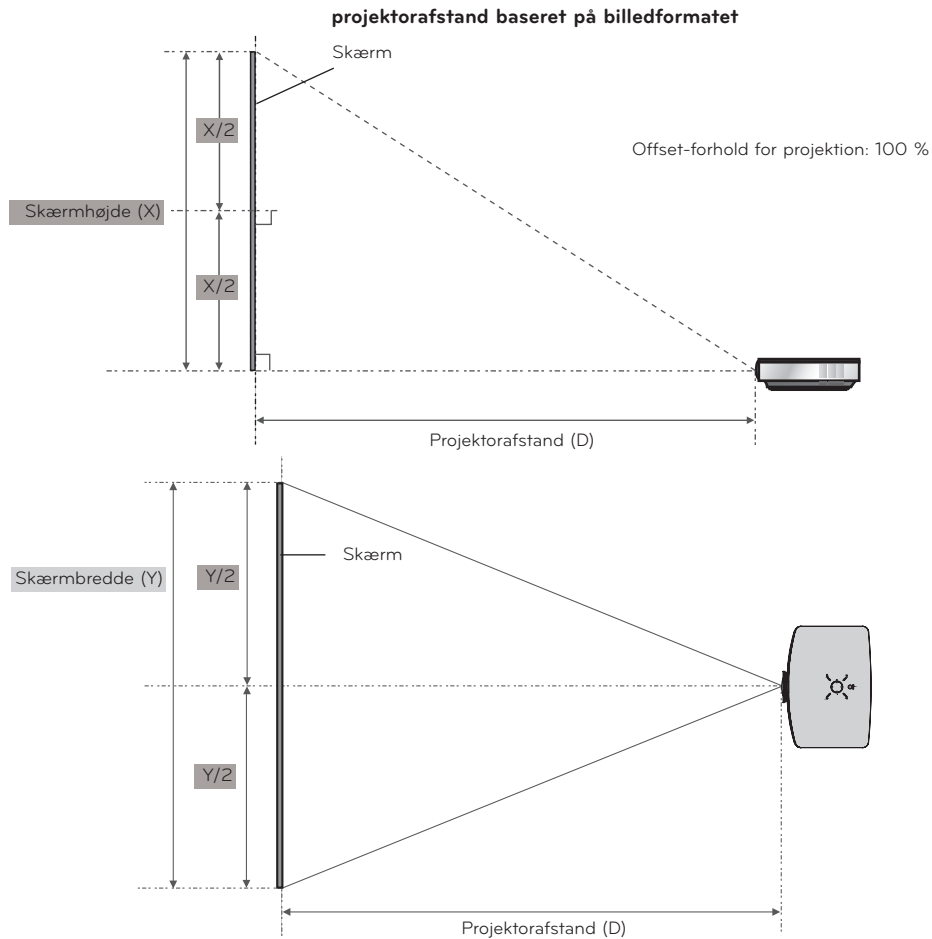 projektorafstand baseret på billedformatet
Skærm
X/2
Offset-forhold for projektion: 100 %
Skærmhøjde (X)
X/2
Projektorafstand (D)
Skærm
Skærmbredde (Y)
Y/2
Y/2
Projektorafstand (D)